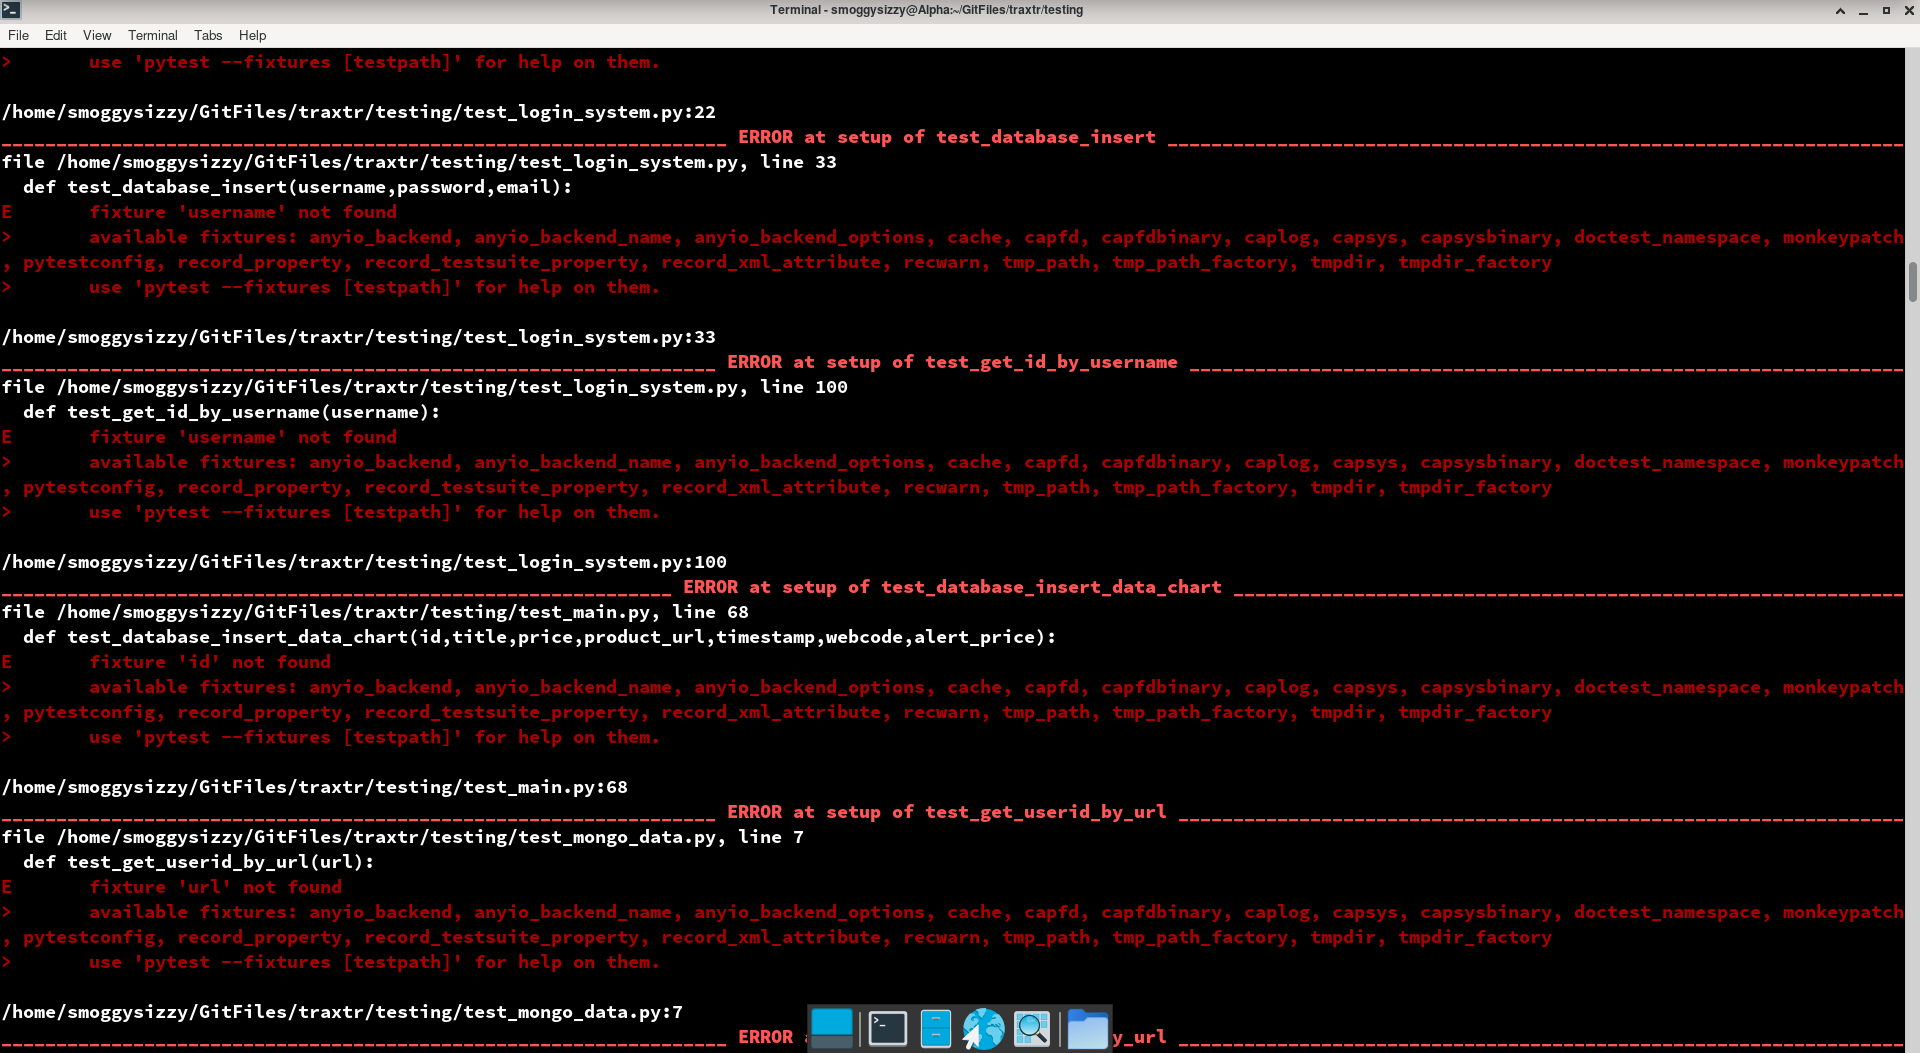 Terminal - smoggysizzy@Alpha:~/GitFiles/traxtr/testing
File Edit View Terminal Tabs Help
>       use 'pytest --fixtures [testpath]' for help on them.
/home/smoggysizzy/GitFiles/traxtr/testing/test_login_system.py:22
__________________________________________________________________ ERROR at setup of test_database_insert ___________________________________________________________________
file /home/smoggysizzy/GitFiles/traxtr/testing/test_login_system.py, line 33
  def test_database_insert(username,password,email):
E       fixture 'username' not found
>       available fixtures: anyio_backend, anyio_backend_name, anyio_backend_options, cache, capfd, capfdbinary, caplog, capsys, capsysbinary, doctest_namespace, monkeypatch
, pytestconfig, record_property, record_testsuite_property, record_xml_attribute, recwarn, tmp_path, tmp_path_factory, tmpdir, tmpdir_factory
>       use 'pytest --fixtures [testpath]' for help on them.
/home/smoggysizzy/GitFiles/traxtr/testing/test_login_system.py:33
_________________________________________________________________ ERROR at setup of test_get_id_by_username _________________________________________________________________
file /home/smoggysizzy/GitFiles/traxtr/testing/test_login_system.py, line 100
  def test_get_id_by_username(username):
E       fixture 'username' not found
>       available fixtures: anyio_backend, anyio_backend_name, anyio_backend_options, cache, capfd, capfdbinary, caplog, capsys, capsysbinary, doctest_namespace, monkeypatch
, pytestconfig, record_property, record_testsuite_property, record_xml_attribute, recwarn, tmp_path, tmp_path_factory, tmpdir, tmpdir_factory
>       use 'pytest --fixtures [testpath]' for help on them.
/home/smoggysizzy/GitFiles/traxtr/testing/test_login_system.py:100
_____________________________________________________________ ERROR at setup of test_database_insert_data_chart _____________________________________________________________
file /home/smoggysizzy/GitFiles/traxtr/testing/test_main.py, line 68
  def test_database_insert_data_chart(id,title,price,product_url,timestamp,webcode,alert_price):
E       fixture 'id' not found
>       available fixtures: anyio_backend, anyio_backend_name, anyio_backend_options, cache, capfd, capfdbinary, caplog, capsys, capsysbinary, doctest_namespace, monkeypatch
, pytestconfig, record_property, record_testsuite_property, record_xml_attribute, recwarn, tmp_path, tmp_path_factory, tmpdir, tmpdir_factory
>       use 'pytest --fixtures [testpath]' for help on them.
/home/smoggysizzy/GitFiles/traxtr/testing/test_main.py:68
_________________________________________________________________ ERROR at setup of test_get_userid_by_url __________________________________________________________________
file /home/smoggysizzy/GitFiles/traxtr/testing/test_mongo_data.py, line 7
  def test_get_userid_by_url(url):
E       fixture 'url' not found
>       available fixtures: anyio_backend, anyio_backend_name, anyio_backend_options, cache, capfd, capfdbinary, caplog, capsys, capsysbinary, doctest_namespace, monkeypatch
, pytestconfig, record_property, record_testsuite_property, record_xml_attribute, recwarn, tmp_path, tmp_path_factory, tmpdir, tmpdir_factory
>       use 'pytest --fixtures [testpath]' for help on them.
/home/smoggysizzy/GitFiles/traxtr/testing/test_mongo_data.py:7
__________________________________________________________________ ERROR y_url __________________________________________________________________